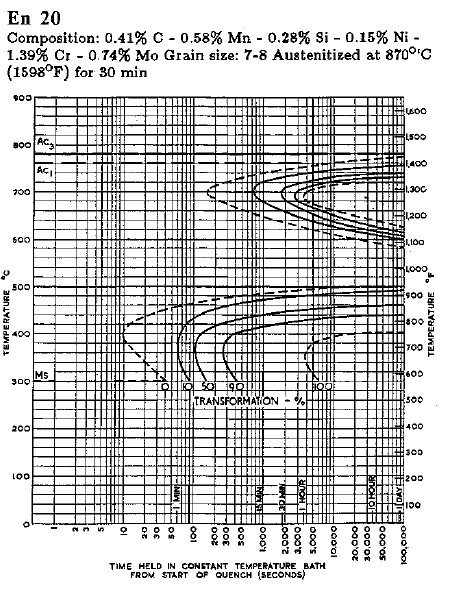 En 20
Composition: 0.41% C - 0.58% Mn - 0.28% Si - 0.15% Ni -
1.39% Cr - 0.74% Mo Grain size: 7-8 Austenitized at 870°C
(1598°F) for 30 min
900
1,600
1,500
800
AC3
AC1
1,400
700
1,300
1,200
600
1,100
TEMPERATURE °C
1,000
TEMPERATURE °F
500
900
800
400
700
MS
300
600
0 10 50 90 100
TRANSFORMATION - %
500
200
400
300
100
200
1 MIN.
15 MIN.
30 MIN.
1 HOUR
10 HOUR
1 DAY
100
0
1 2 3 5 10 20 30 50 100 200 300 500 1,000 2,000 3,000 5,000 10,000 20,000 30,000 50,000 100,000
TIME HELD IN CONSTANT TEMPERATURE BATH
FROM START OF QUENCH (SECONDS)